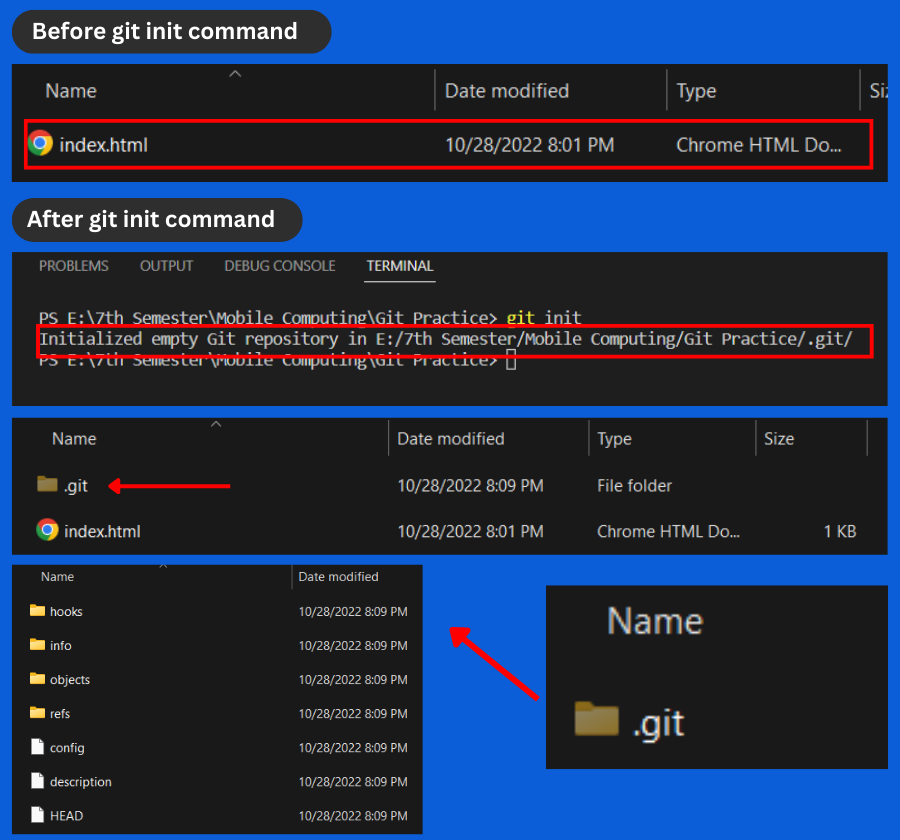 Before git init command
Name Date modified Type Siz
index.html 10/28/2022 8:01 PM Chrome HTML Do...
After git init command
PROBLEMS OUTPUT DEBUG CONSOLE TERMINAL
PS E:\7th Semester\Mobile Computing\Git Practice> git init
Initialized empty Git repository in E:/7th Semester/Mobile Computing/Git Practice/.git/
PS E:\7th Semester\Mobile Computing\Git Practice>
Name Date modified Type Size
.git 10/28/2022 8:09 PM File folder
index.html 10/28/2022 8:01 PM Chrome HTML Do... 1 KB
Name Date modified
hooks 10/28/2022 8:09 PM
info 10/28/2022 8:09 PM
objects 10/28/2022 8:09 PM
refs 10/28/2022 8:09 PM
config 10/28/2022 8:09 PM
description 10/28/2022 8:09 PM
HEAD 10/28/2022 8:09 PM
Name
.git